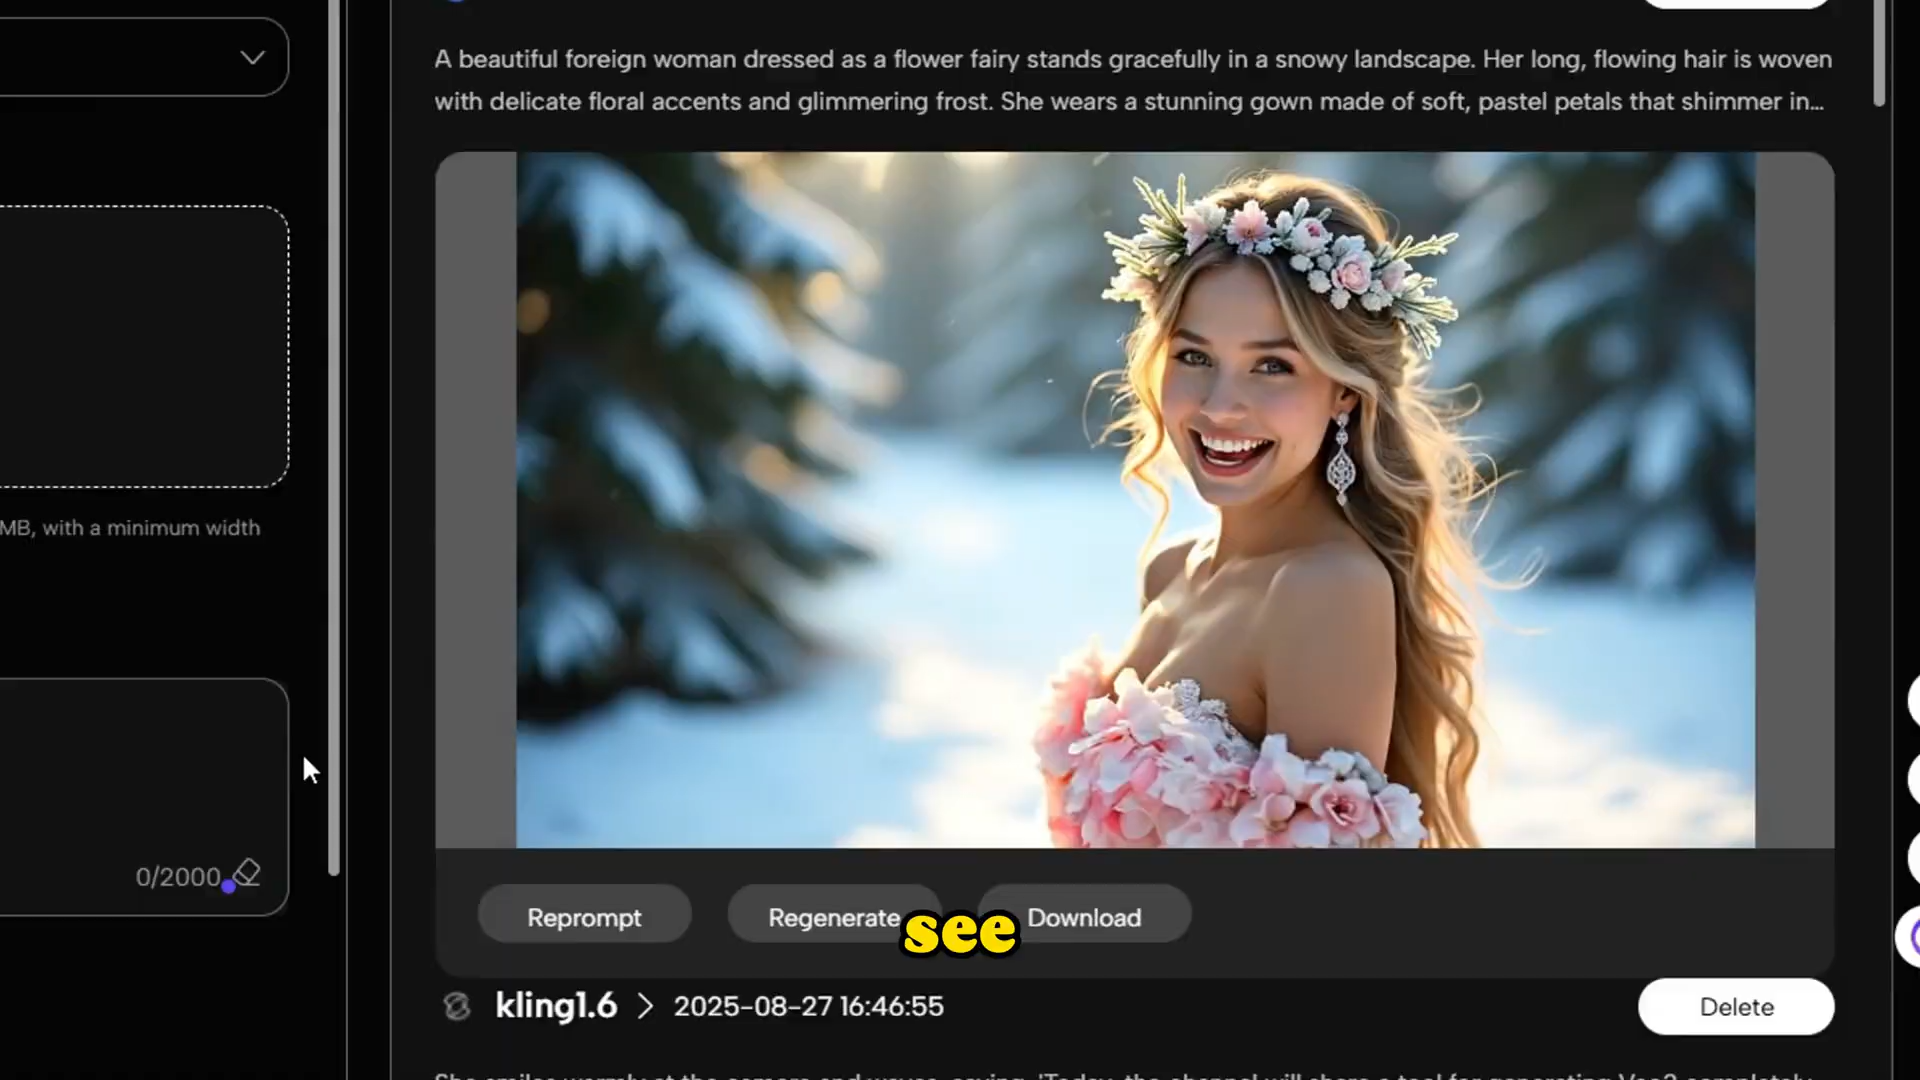 A beautiful foreign woman dressed as a flower fairy stands gracefully in a snowy landscape. Her long, flowing hair is woven
with delicate floral accents and glimmering frost. She wears a stunning gown made of soft, pastel petals that shimmer in...
MB, with a minimum width
0/2000
Reprompt Regenerate see Download
kling1.6 > 2025-08-27 16:46:55 Delete